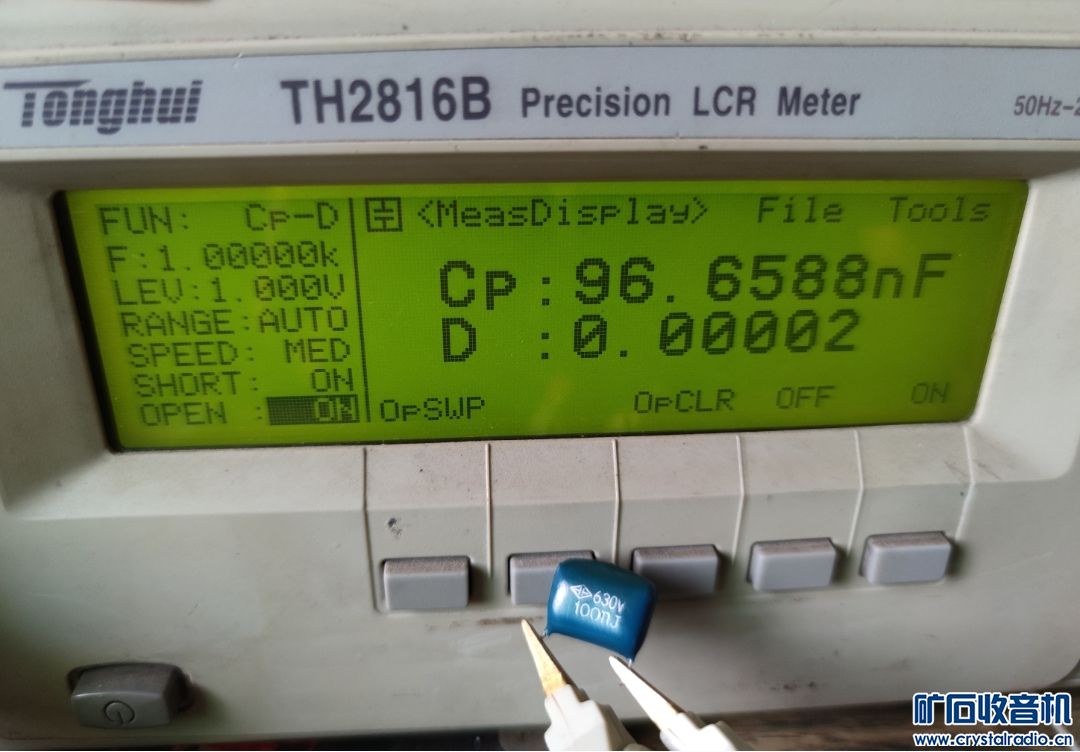 Tonghui TH2816B Precision LCR Meter 50Hz-2
FUN: Cp-D <MeasDisplay> File Tools
F:1.00000k
Cp:96.6588nF
LEV:1.000V
RANGE:AUTO
D :0.00002
SPEED: MED
SHORT: ON
OPEN : ON OpSWP OpCLR OFF ON
630V
100nJ
矿石收音机
www.crystalradio.cn